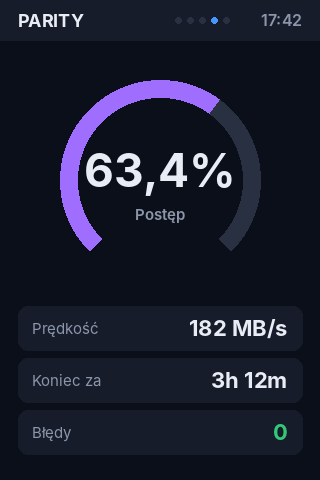 PARITY 17:42
63,4%
Postęp
Prędkość 182 MB/s
Koniec za 3h 12m
Błędy 0